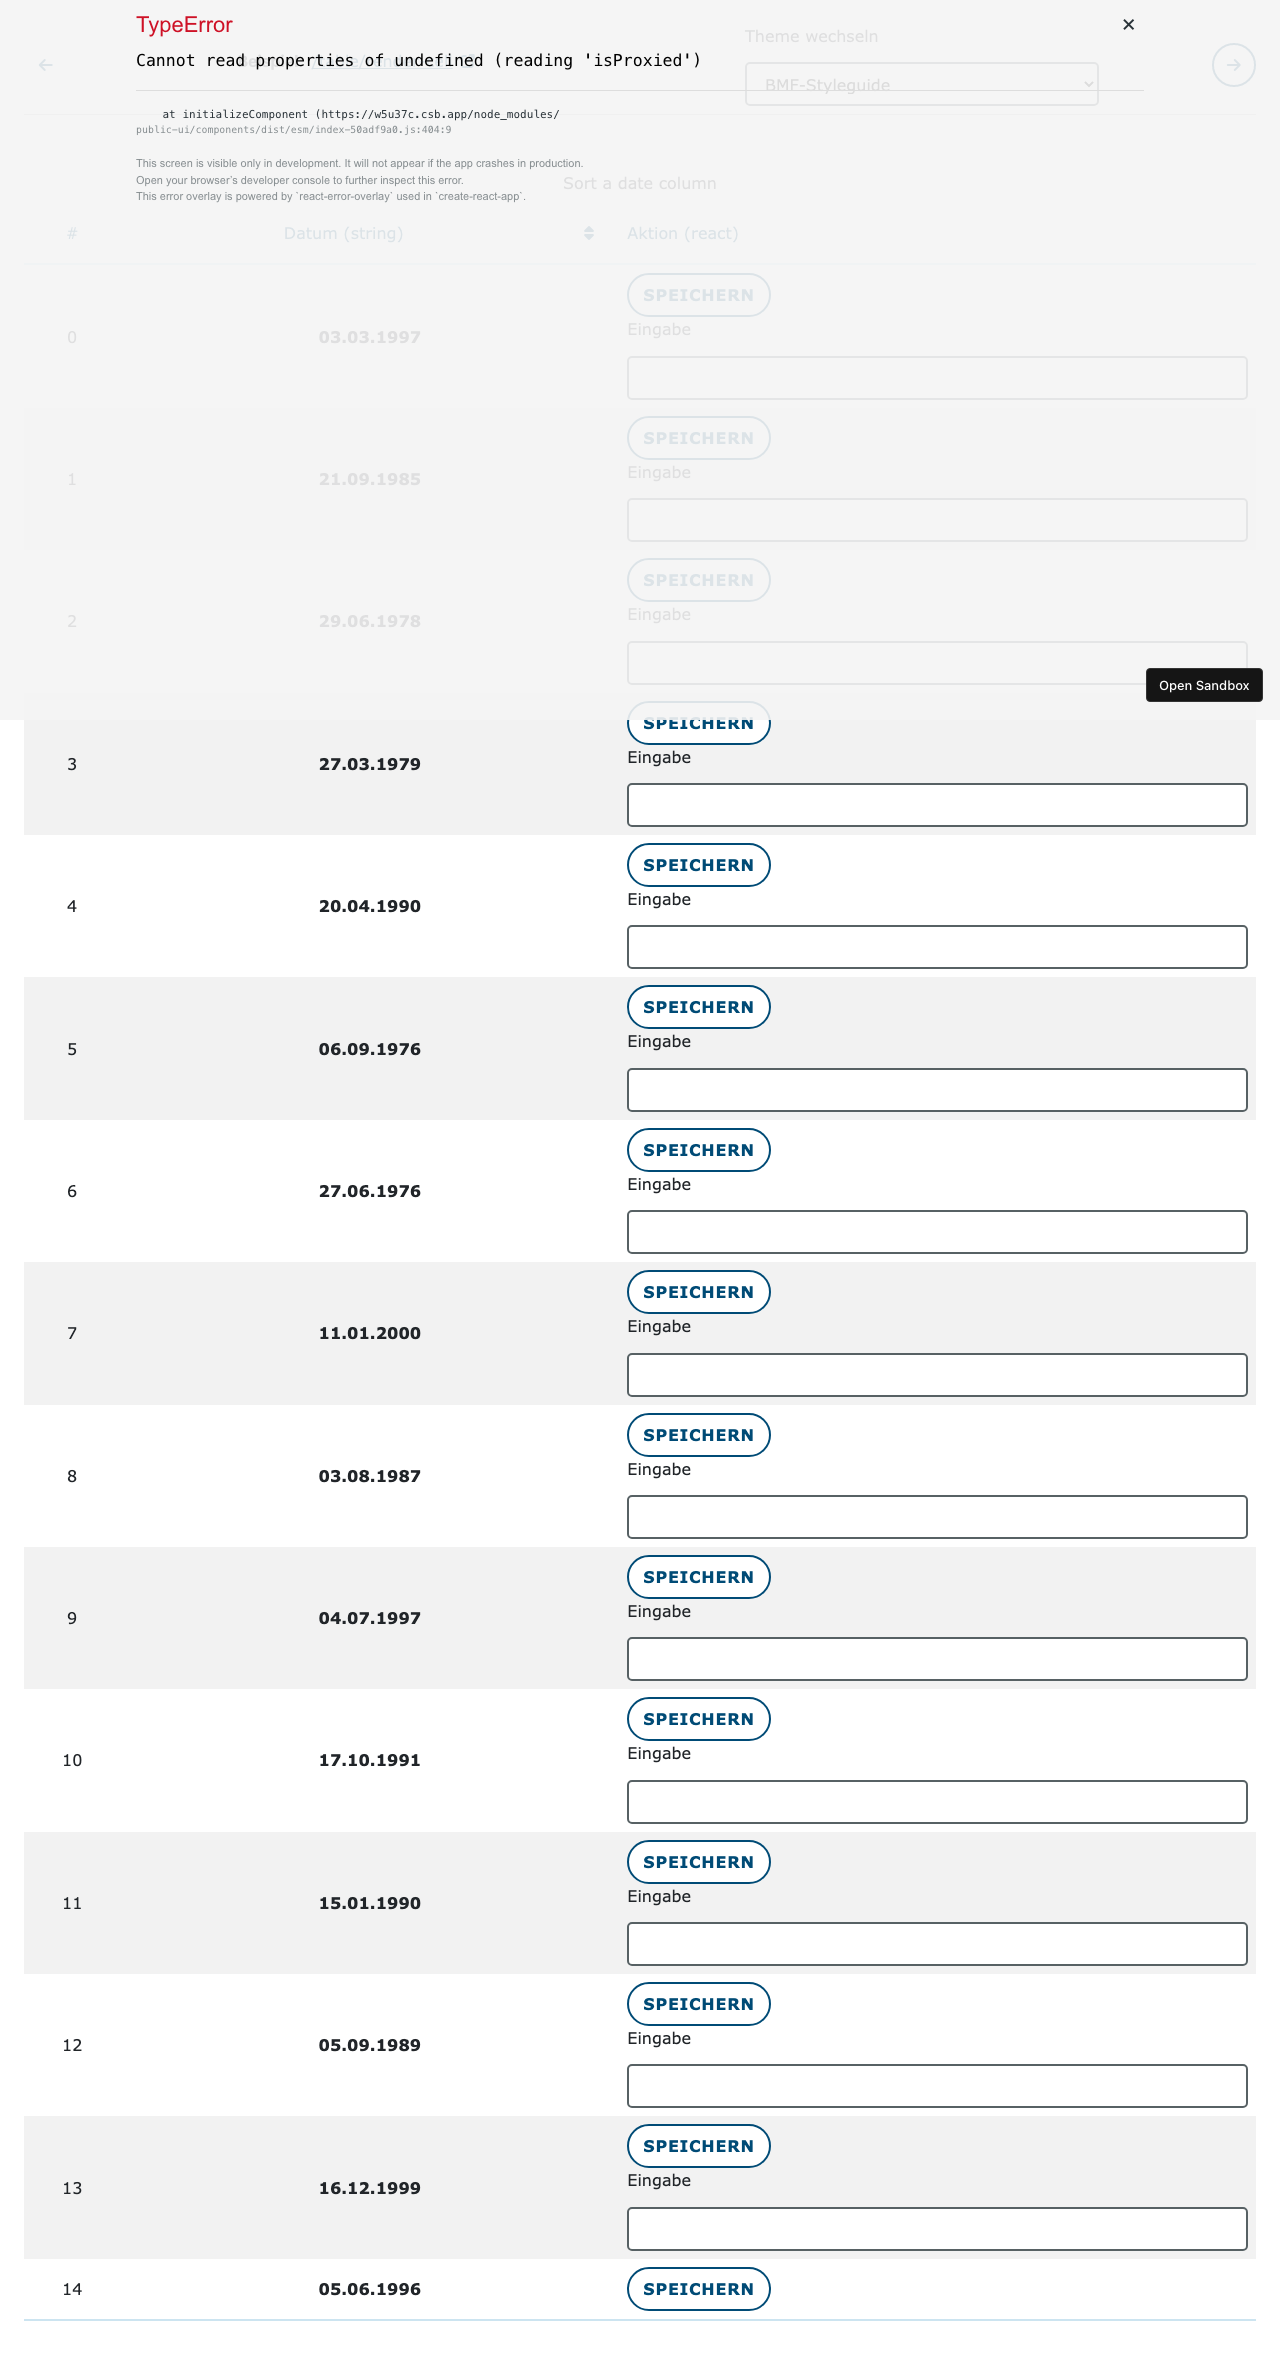 TypeError
Theme wechseln
Cannot read properties of undefined (reading 'isProxied')
BMF-Styleguide
at initializeComponent (https://w5u37c.csb.app/node_modules/
public-ui/components/dist/esm/index-50adf9a0.js:404:9
This screen is visible only in development. It will not appear if the app crashes in production.
Open your browser's developer console to further inspect this error.
Sort a date column
This error overlay is powered by `react-error-overlay` used in `create-react-app`.
# Datum (string) Aktion (react)
SPEICHERN
0 03.03.1997 Eingabe
SPEICHERN
1 21.09.1985 Eingabe
SPEICHERN
2 29.06.1978 Eingabe
Open Sandbox
SPEICHERN
3 27.03.1979 Eingabe
SPEICHERN
4 20.04.1990 Eingabe
SPEICHERN
5 06.09.1976 Eingabe
SPEICHERN
6 27.06.1976 Eingabe
SPEICHERN
7 11.01.2000 Eingabe
SPEICHERN
8 03.08.1987 Eingabe
SPEICHERN
9 04.07.1997 Eingabe
SPEICHERN
10 17.10.1991 Eingabe
SPEICHERN
11 15.01.1990 Eingabe
SPEICHERN
12 05.09.1989 Eingabe
SPEICHERN
13 16.12.1999 Eingabe
14 05.06.1996 SPEICHERN